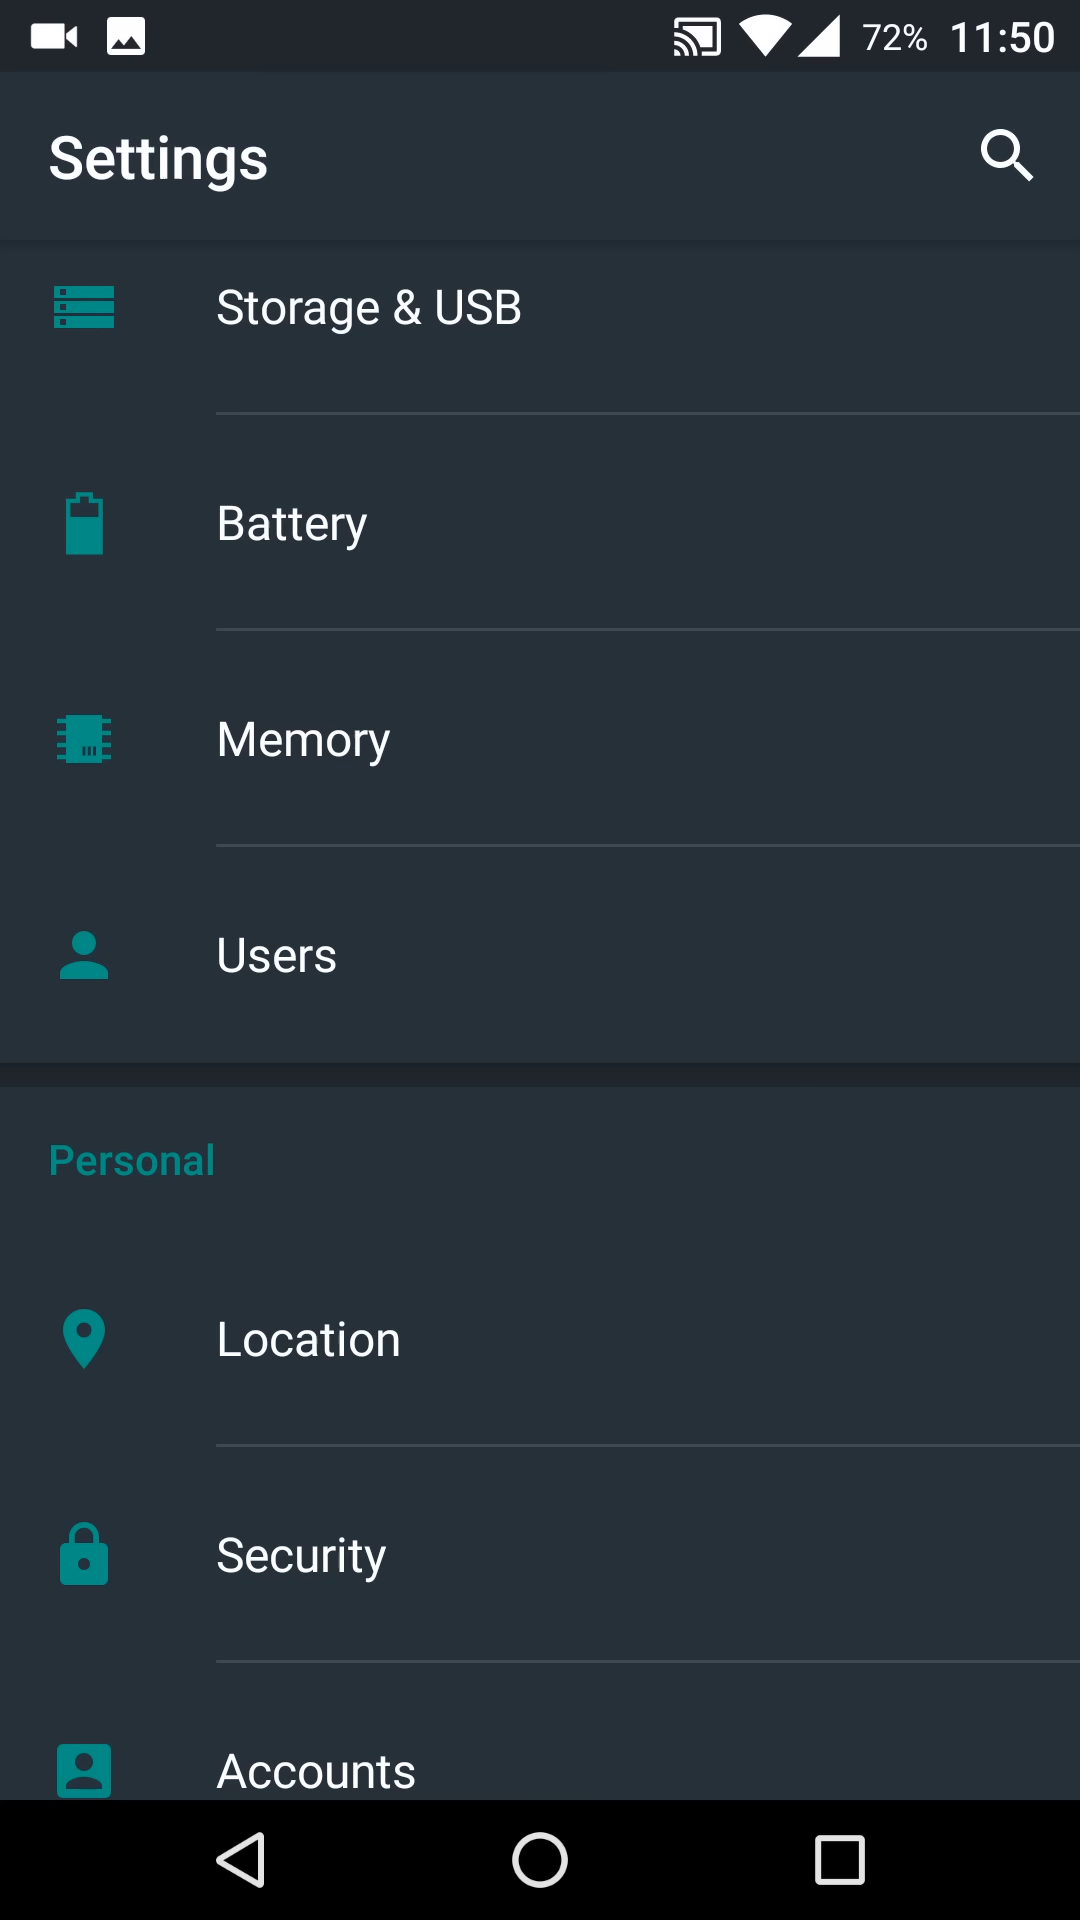 72% 11:50
Settings
Storage & USB
Battery
Memory
Users
Personal
Location
Security
Accounts